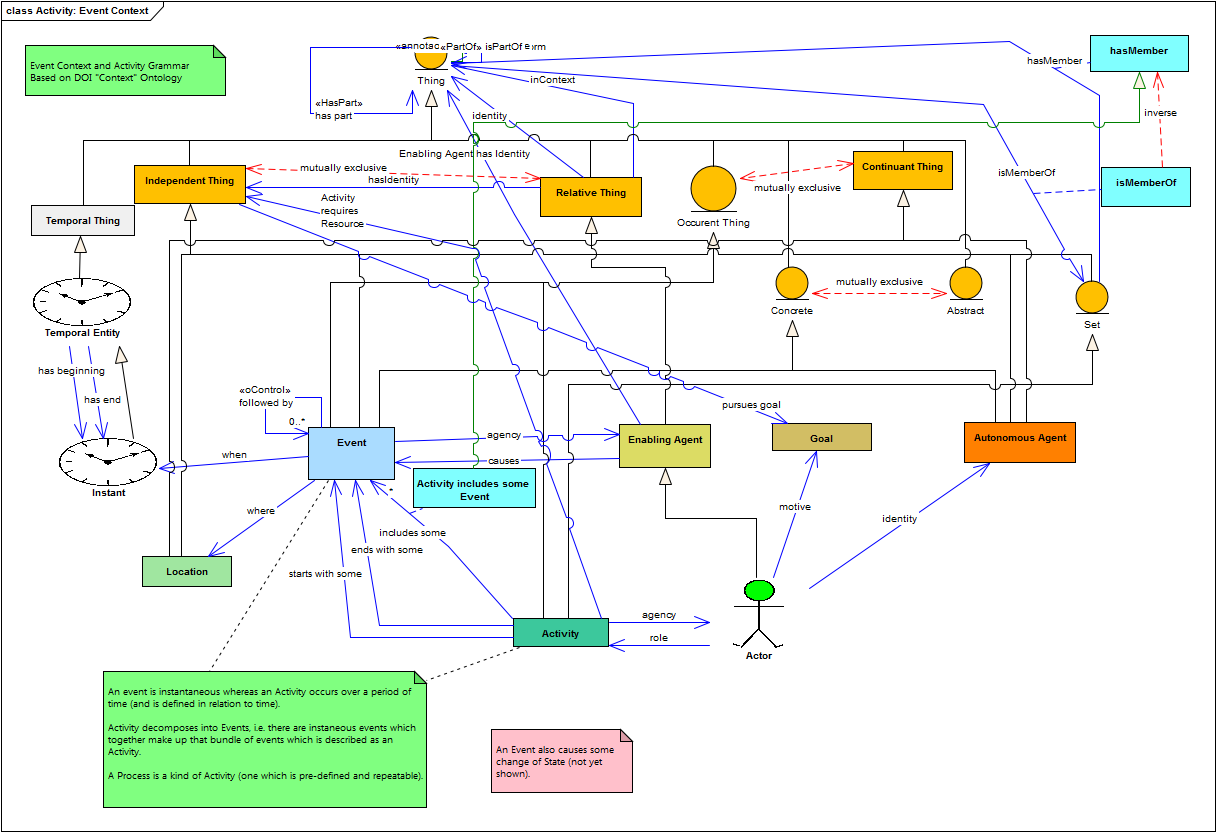 class Activity: Event Context
Event Context and Activity Grammar
Based on DOI "Context" Ontology
«annotac
«PartOf» isPartOf
Thing
«HasPart»
has part
inContext
identity
hasMember
hasMember
inverse
isMemberOf
isMemberOf
Enabling Agent has Identity
Independent Thing
mutually exclusive
hasIdentity
Relative Thing
Occurent Thing
mutually exclusive
Continuant Thing
Temporal Thing
Activity
requires
Resource
Temporal Entity
Concrete
mutually exclusive
Abstract
Set
has beginning
has end
«oControl»
followed by
0..*
pursues goal
Event
agency
causes
Enabling Agent
Goal
Autonomous Agent
when
Instant
Activity includes some
Event
*
where
includes some
ends with some
starts with some
motive
identity
Location
Activity
agency
role
Actor
An event is instantaneous whereas an Activity occurs over a period of
time (and is defined in relation to time).
Activity decomposes into Events, i.e. there are instaneous events which
together make up that bundle of events which is described as an
Activity.
A Process is a kind of Activity (one which is pre-defined and repeatable).
An Event also causes some
change of State (not yet
shown).